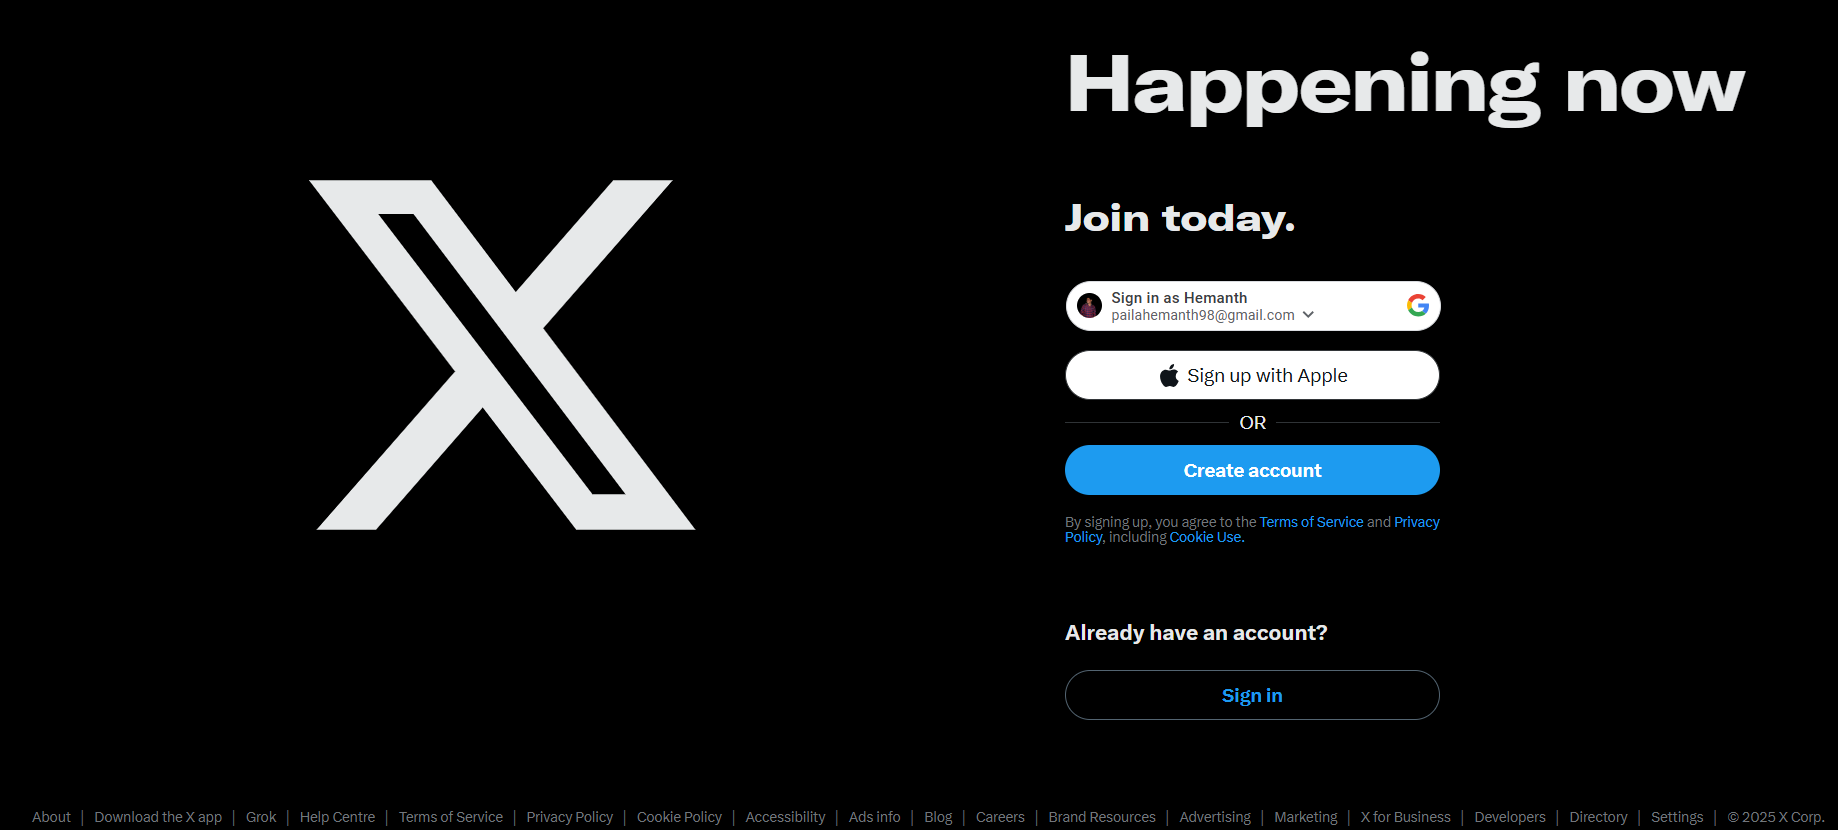 Happening now
Join today.
Sign in as Hemanth
pailahemanth98@gmail.com
Sign up with Apple
OR
Create account
By signing up, you agree to the Terms of Service and Privacy
Policy, including Cookie Use.
Already have an account?
Sign in
About | Download the X app | Grok | Help Centre | Terms of Service | Privacy Policy | Cookie Policy | Accessibility | Ads info | Blog | Careers | Brand Resources | Advertising | Marketing | X for Business | Developers | Directory | Settings | © 2025 X Corp.